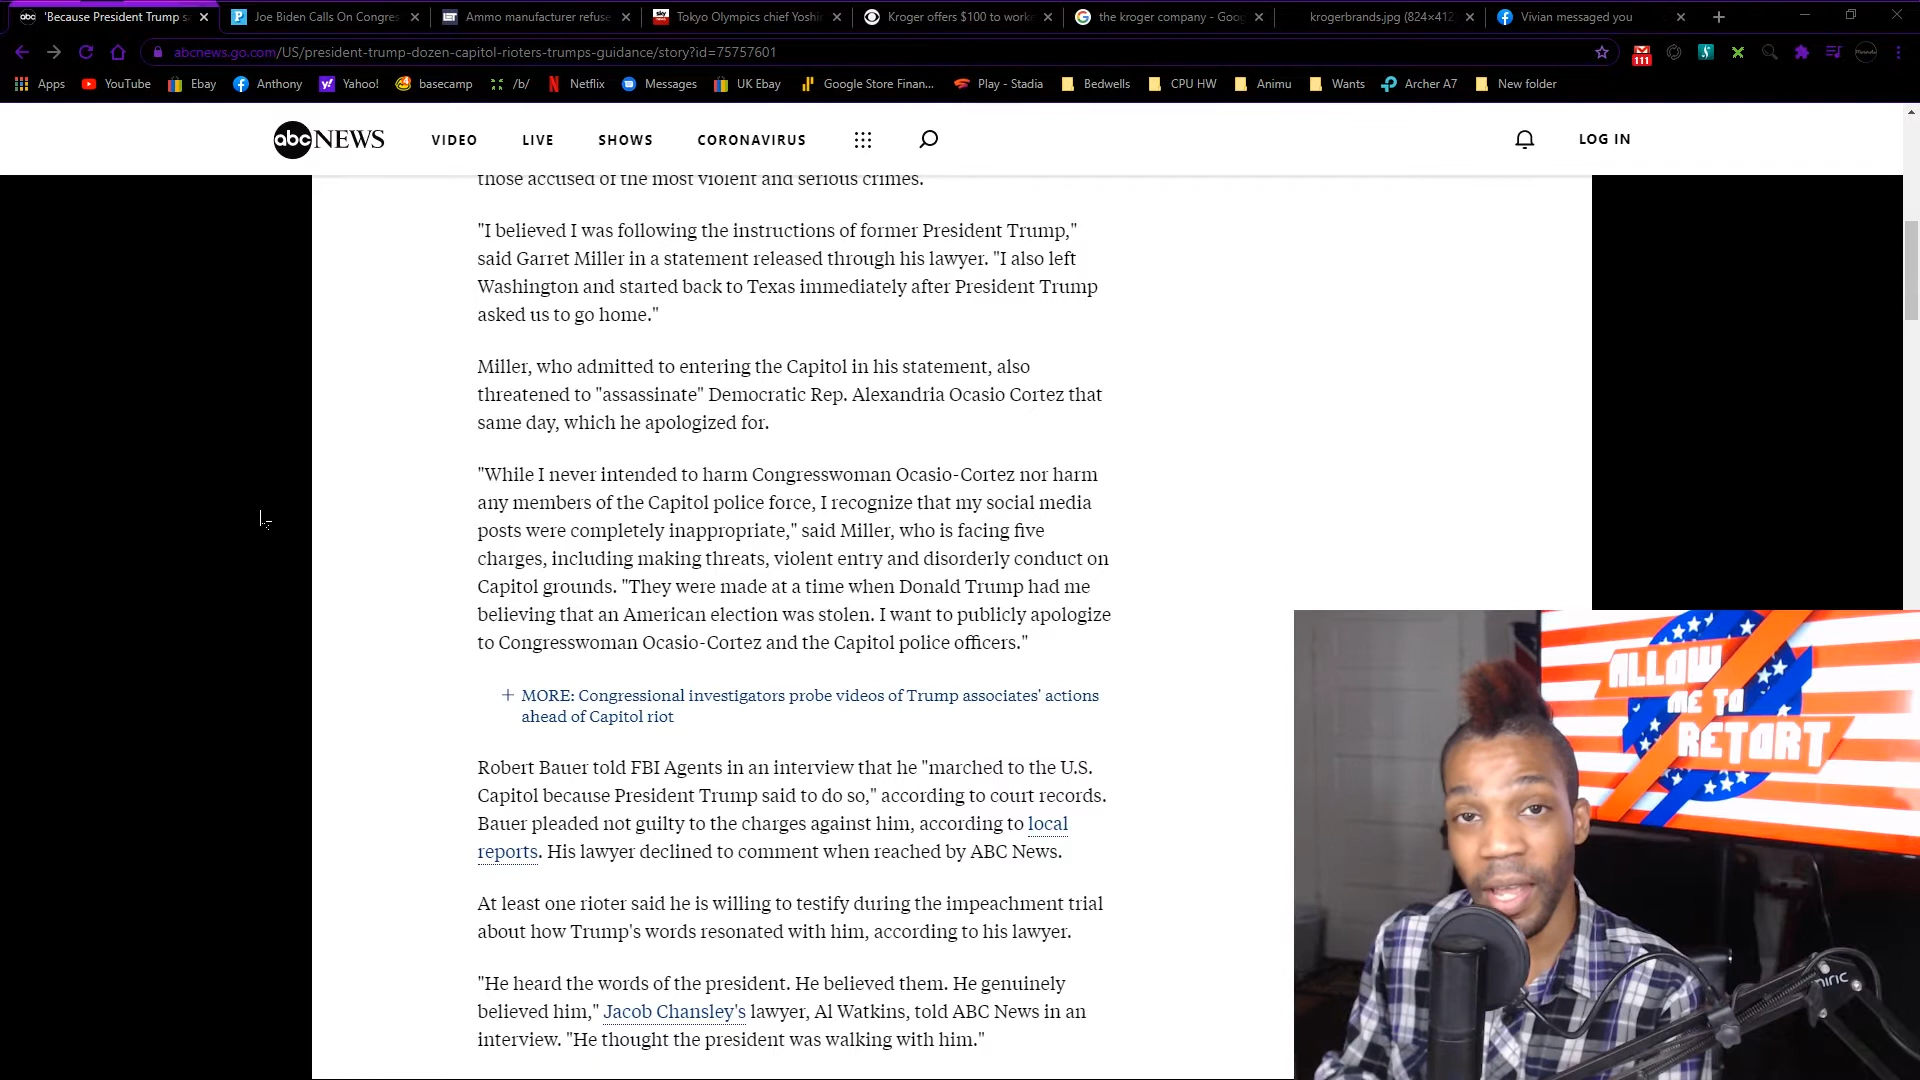 'Because President Trump s
Joe Biden Calls On Congres
Ammo manufacturer refuse
Tokyo Olympics chief Yoshir
Kroger offers $100 to worke
the kroger company - Goo
krogerbrands.jpg (824×412)
Vivian messaged you
abcnews.go.com/US/president-trump-dozen-capitol-rioters-trumps-guidance/story?id=75757601
111
Apps
YouTube
Ebay
Anthony
Yahoo!
basecamp
/b/
Netflix
Messages
UK Ebay
Google Store Finan...
Play - Stadia
Bedwells
CPU HW
Animu
Wants
Archer A7
New folder
abc NEWS
VIDEO
LIVE
SHOWS
CORONAVIRUS
LOG IN
those accused of the most violent and serious crimes.
"I believed I was following the instructions of former President Trump,"
said Garret Miller in a statement released through his lawyer. "I also left
Washington and started back to Texas immediately after President Trump
asked us to go home."
Miller, who admitted to entering the Capitol in his statement, also
threatened to "assassinate" Democratic Rep. Alexandria Ocasio Cortez that
same day, which he apologized for.
"While I never intended to harm Congresswoman Ocasio-Cortez nor harm
any members of the Capitol police force, I recognize that my social media
posts were completely inappropriate," said Miller, who is facing five
charges, including making threats, violent entry and disorderly conduct on
Capitol grounds. "They were made at a time when Donald Trump had me
believing that an American election was stolen. I want to publicly apologize
to Congresswoman Ocasio-Cortez and the Capitol police officers."
+ MORE: Congressional investigators probe videos of Trump associates' actions
ahead of Capitol riot
Robert Bauer told FBI Agents in an interview that he "marched to the U.S.
Capitol because President Trump said to do so," according to court records.
Bauer pleaded not guilty to the charges against him, according to local
reports. His lawyer declined to comment when reached by ABC News.
At least one rioter said he is willing to testify during the impeachment trial
about how Trump's words resonated with him, according to his lawyer.
"He heard the words of the president. He believed them. He genuinely
believed him," Jacob Chansley's lawyer, Al Watkins, told ABC News in an
interview. "He thought the president was walking with him."
ALLOW
ME TO
RETORT